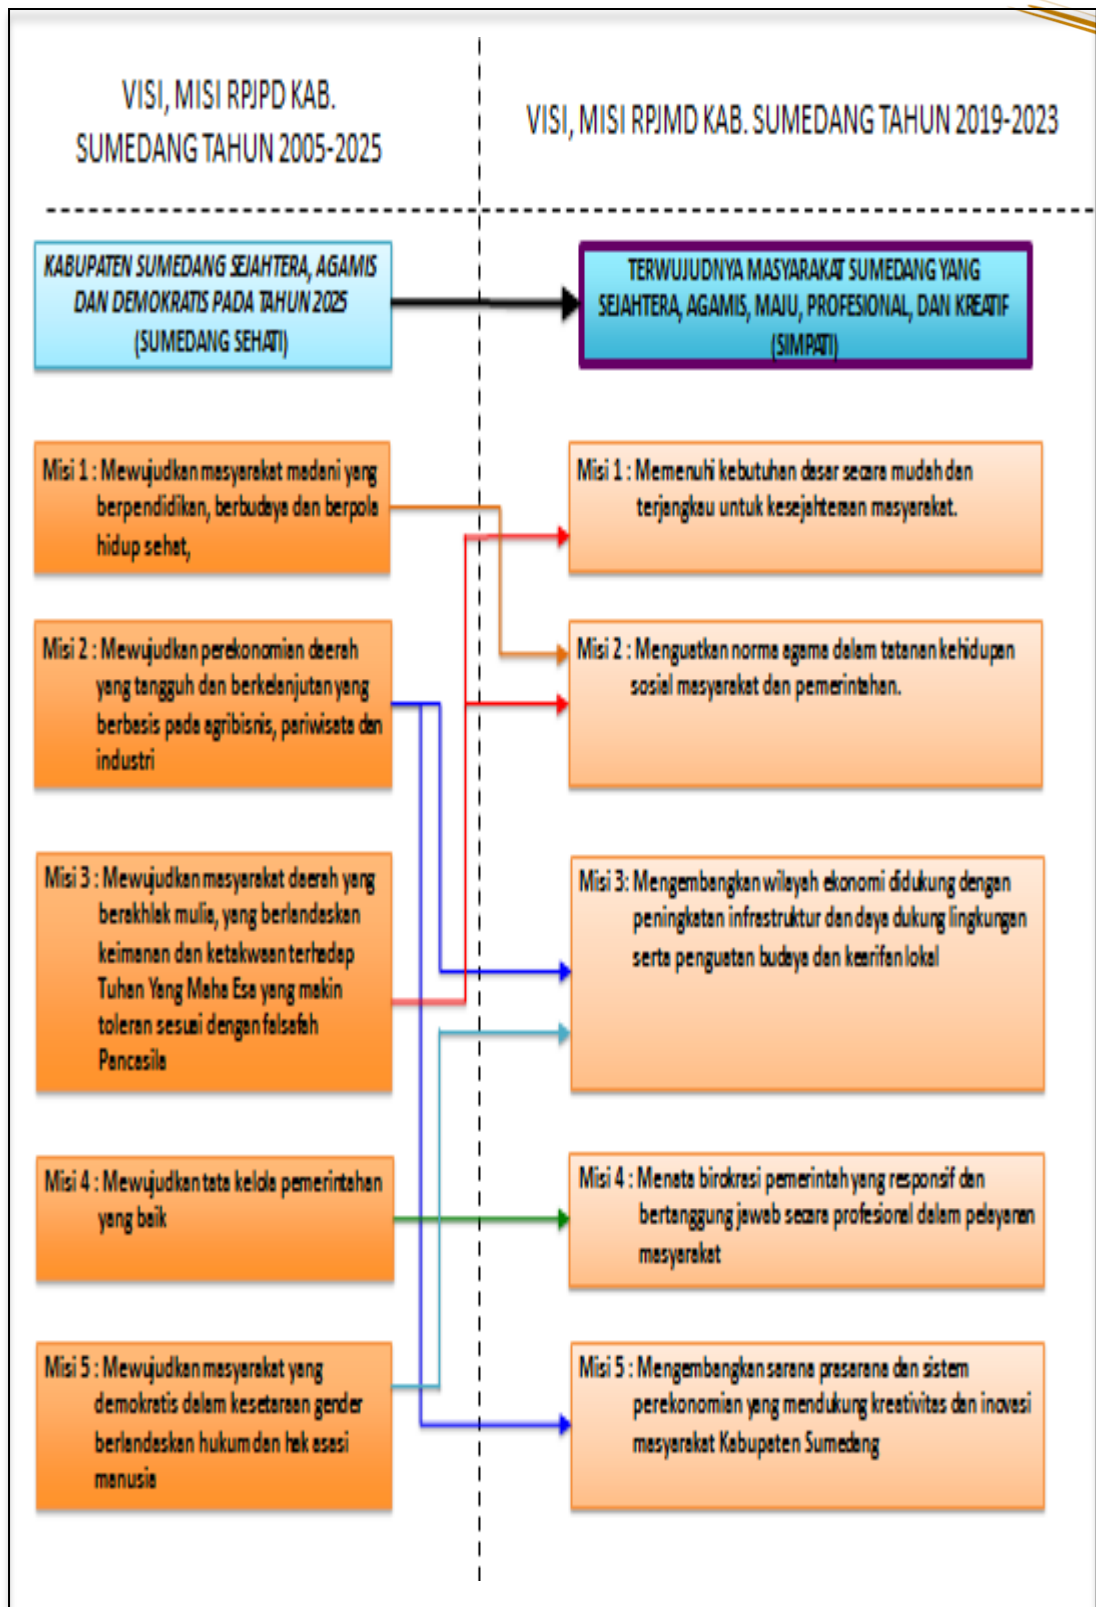 VISI, MISI RPJPD KAB.
SUMEDANG TAHUN 2005-2025
VISI, MISI RPJMD KAB. SUMEDANG TAHUN 2019-2023
KABUPATEN SUMEDANG SEJAHTERA, AGAMIS
DAN DEMOKRATIS PADA TAHUN 2025
(SUMEDANG SEHATI)
TERWUJUDNYA MASYARAKAT SUMEDANG YANG
SEJAHTERA, AGAMIS, MAJU, PROFESIONAL, DAN KREATIF
(SIMPATI)
Misi 1 : Mewujudkan masyarakat madani yang
berpendidikan, berbudaya dan berpola
hidup sehat,
Misi 1 : Memenuhi kebutuhan dasar secara mudah dan
terjangkau untuk kesejahteraan masyarakat.
Misi 2 : Mewujudkan perekonomian daerah
yang tangguh dan berkelanjutan yang
berbasis pada agribisnis, pariwisata dan
industri
Misi 2 : Menguatkan norma agama dalam tatanan kehidupan
sosial masyarakat dan pemerintahan.
Misi 3 : Mewujudkan masyarakat daerah yang
berakhlak mulia, yang berlandaskan
keimanan dan ketakwaan terhadap
Tuhan Yang Maha Esa yang makin
toleran sesuai dengan falsafah
Pancasila
Misi 3: Mengembangkan wilayah ekonomi didukung dengan
peningkatan infrastruktur dan daya dukung lingkungan
serta penguatan budaya dan kearifan lokal
Misi 4 : Mewujudkan tata kelola pemerintahan
yang baik
Misi 4 : Menata birokrasi pemerintah yang responsif dan
bertanggung jawab secara profesional dalam pelayanan
masyarakat
Misi 5 : Mewujudkan masyarakat yang
demokratis dalam kesetaraan gender
berlandaskan hukum dan hak asasi
manusia
Misi 5 : Mengembangkan sarana prasarana dan sistem
perekonomian yang mendukung kreativitas dan inovasi
masyarakat Kabupaten Sumedang